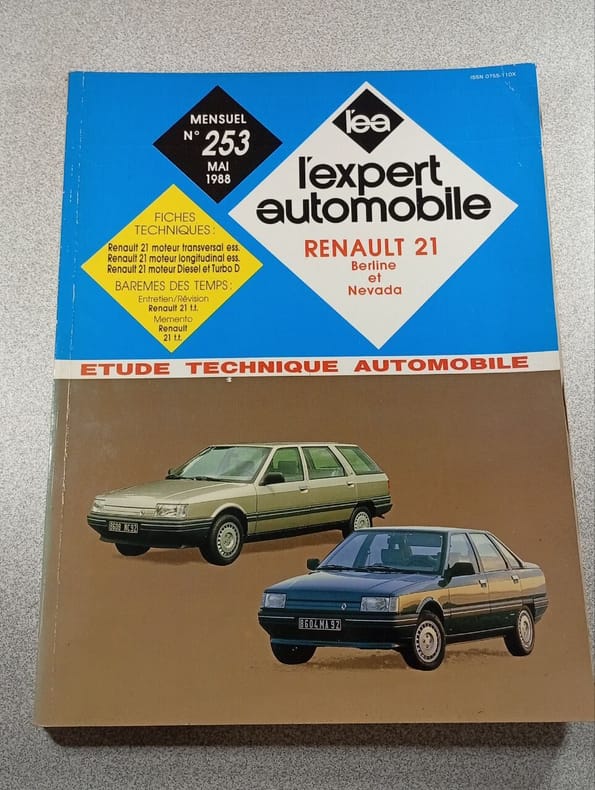 ISSN 0755-110X
MENSUEL
N° 253
MAI
1988
l'ea
l'expert
automobile
RENAULT 21
Berline
et
Nevada
FICHES
TECHNIQUES :
Renault 21 moteur transversal ess.
Renault 21 moteur longitudinal ess.
Renault 21 moteur Diesel et Turbo D
BAREMES DES TEMPS :
Entretien/Révision
Renault 21 t.t.
Memento
Renault
21 t.t.
ETUDE TECHNIQUE AUTOMOBILE
8604 MA 92